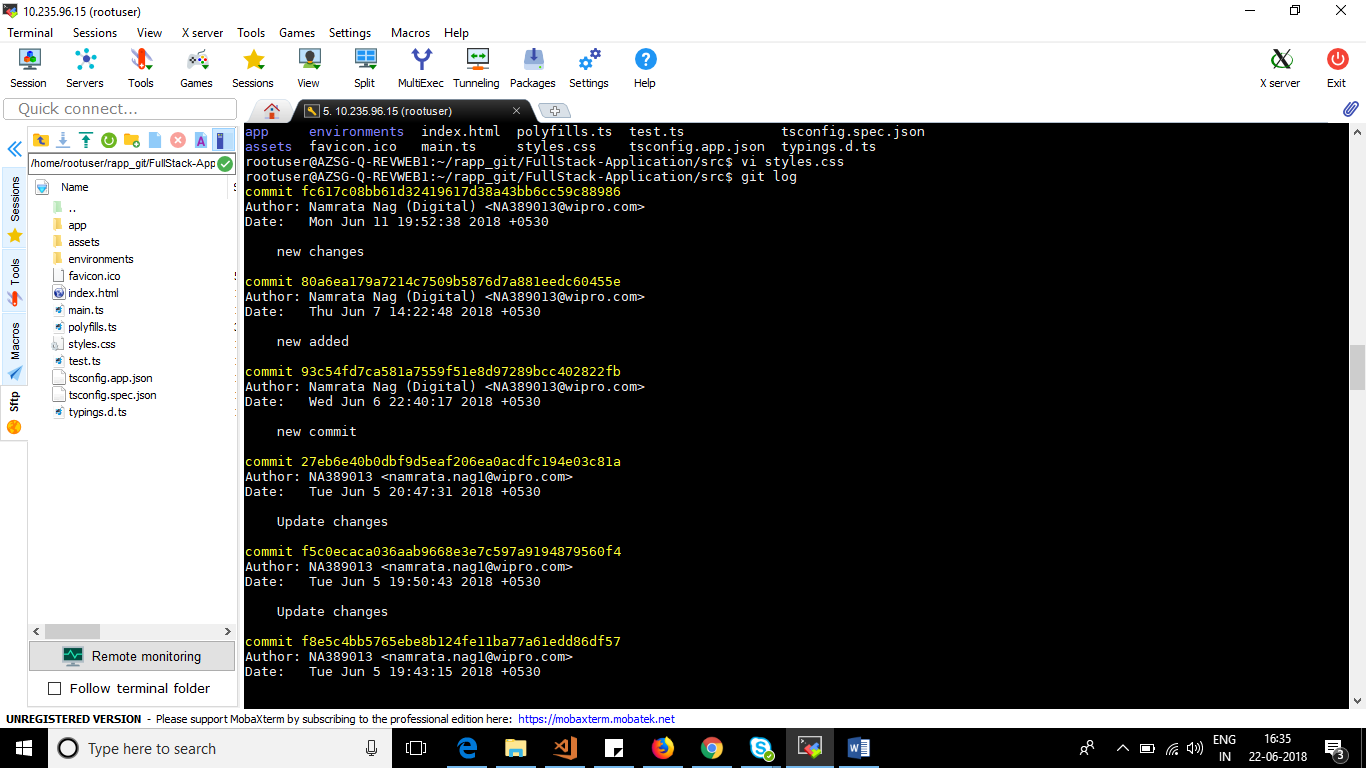 10.235.96.15 (rootuser)
Terminal Sessions View X server Tools Games Settings Macros Help
Session Servers Tools Games Sessions View Split MultiExec Tunneling Packages Settings Help X server Exit
Quick connect...
5. 10.235.96.15 (rootuser)
/home/rootuser/rapp_git/FullStack-App
Name
..
app
assets
environments
favicon.ico
index.html
main.ts
polyfills.ts
styles.css
test.ts
tsconfig.app.json
tsconfig.spec.json
typings.d.ts
Sessions
Tools
Macros
Sftp
Remote monitoring
Follow terminal folder
app environments index.html polyfills.ts test.ts tsconfig.spec.json
assets favicon.ico main.ts styles.css tsconfig.app.json typings.d.ts
rootuser@AZSG-Q-REVWEB1:~/rapp_git/FullStack-Application/src$ vi styles.css
rootuser@AZSG-Q-REVWEB1:~/rapp_git/FullStack-Application/src$ git log
commit fc617c08bb61d32419617d38a43bb6cc59c88986
Author: Namrata Nag (Digital) <NA389013@wipro.com>
Date: Mon Jun 11 19:52:38 2018 +0530
new changes
commit 80a6ea179a7214c7509b5876d7a881eedc60455e
Author: Namrata Nag (Digital) <NA389013@wipro.com>
Date: Thu Jun 7 14:22:48 2018 +0530
new added
commit 93c54fd7ca581a7559f51e8d97289bcc402822fb
Author: Namrata Nag (Digital) <NA389013@wipro.com>
Date: Wed Jun 6 22:40:17 2018 +0530
new commit
commit 27eb6e40b0dbf9d5eaf206ea0acdfc194e03c81a
Author: NA389013 <namrata.nag1@wipro.com>
Date: Tue Jun 5 20:47:31 2018 +0530
Update changes
commit f5c0ecaca036aab9668e3e7c597a9194879560f4
Author: NA389013 <namrata.nag1@wipro.com>
Date: Tue Jun 5 19:50:43 2018 +0530
Update changes
commit f8e5c4bb5765ebe8b124fe11ba77a61edd86df57
Author: NA389013 <namrata.nag1@wipro.com>
Date: Tue Jun 5 19:43:15 2018 +0530
UNREGISTERED VERSION - Please support MobaXterm by subscribing to the professional edition here: https://mobaxterm.mobatek.net
Type here to search
ENG
IN
16:35
22-06-2018
3